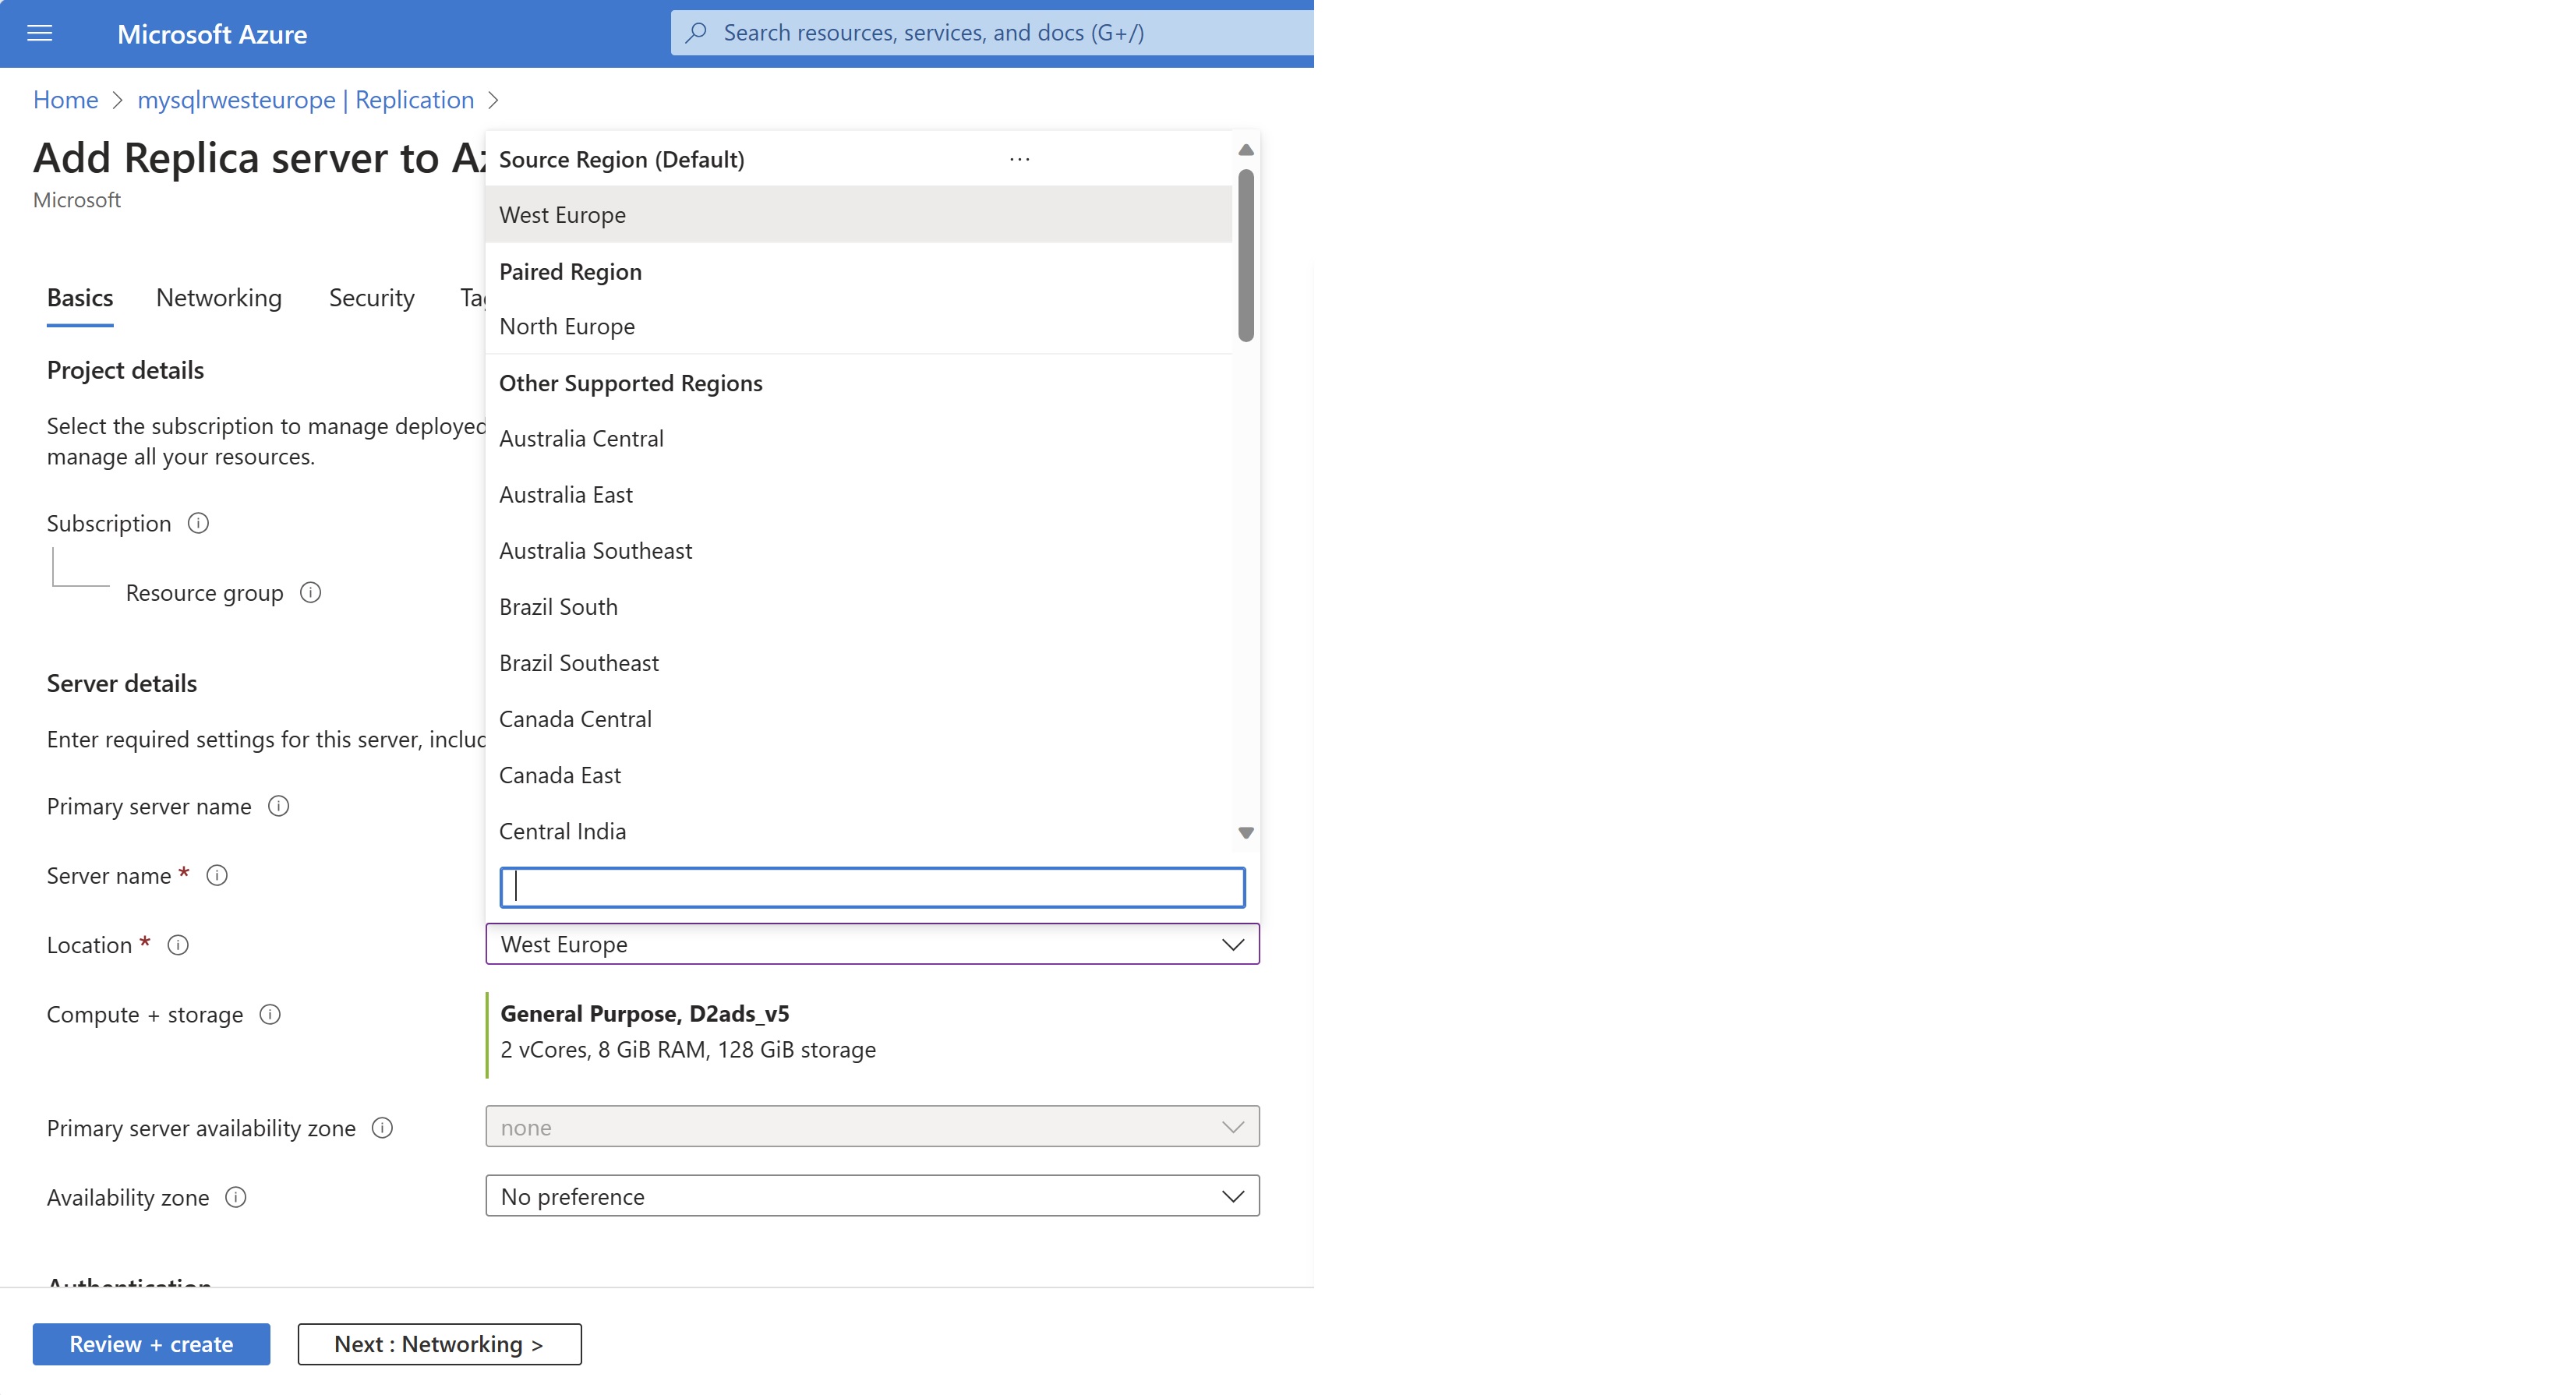 Microsoft Azure
Search resources, services, and docs (G+/)
Home > mysqlrwesteurope | Replication >
Add Replica server to
Microsoft
Basics Networking Security
Project details
Select the subscription to manage deployed
manage all your resources.
Subscription
Resource group
Server details
Enter required settings for this server,
Primary server name
Server name *
Location *
Source Region (Default) ...
West Europe
Paired Region
North Europe
Other Supported Regions
Australia Central
Australia East
Australia Southeast
Brazil South
Brazil Southeast
Canada Central
Canada East
Central India
West Europe
Compute + storage
General Purpose, D2ads_v5
2 vCores, 8 GiB RAM, 128 GiB storage
Primary server availability zone
none
Availability zone
No preference
Authentication
Review + create
Next : Networking >